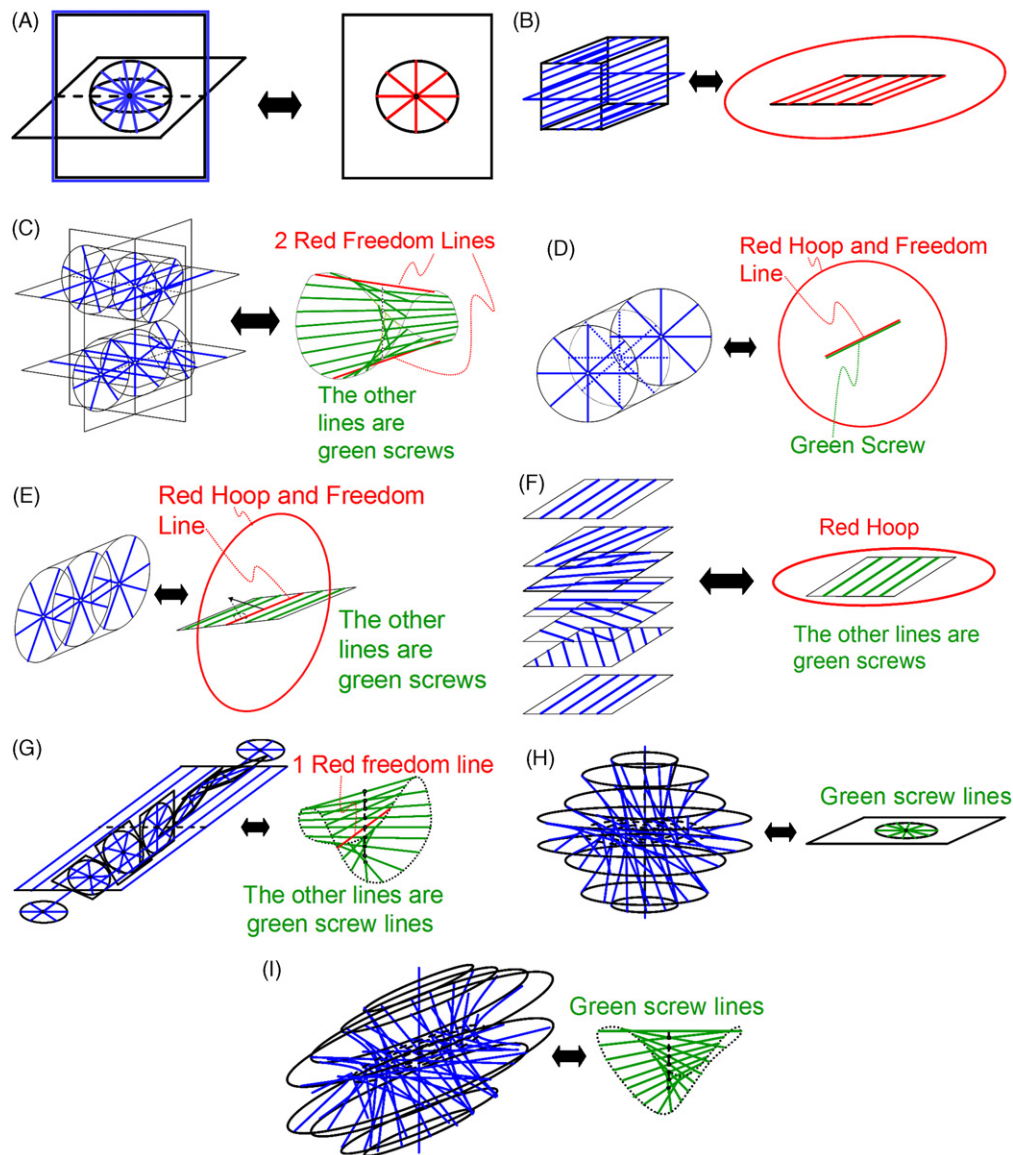 (A)
(B)
(C)
2 Red Freedom Lines
The other
lines are
green screws
(D)
Red Hoop and Freedom
Line
Green Screw
(E)
Red Hoop and Freedom
Line
The other
lines are
green screws
(F)
Red Hoop
The other lines are
green screws
(G)
1 Red freedom line
The other lines are
green screw lines
(H)
Green screw lines
(I)
Green screw lines